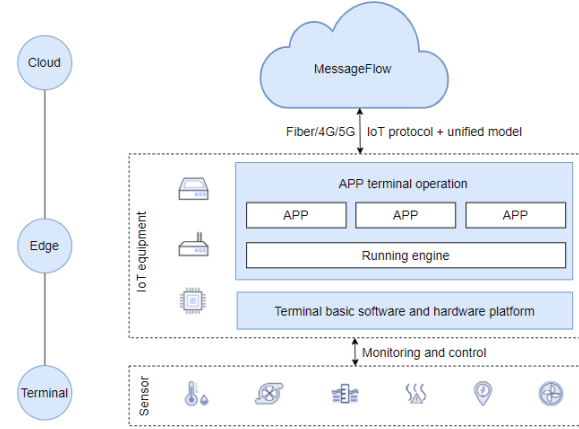 Cloud
MessageFlow
Fiber/4G/5G
IoT protocol + unified model
IoT equipment
APP terminal operation
APP
APP
APP
Edge
Running engine
Terminal basic software and hardware platform
Monitoring and control
Terminal
Sensor